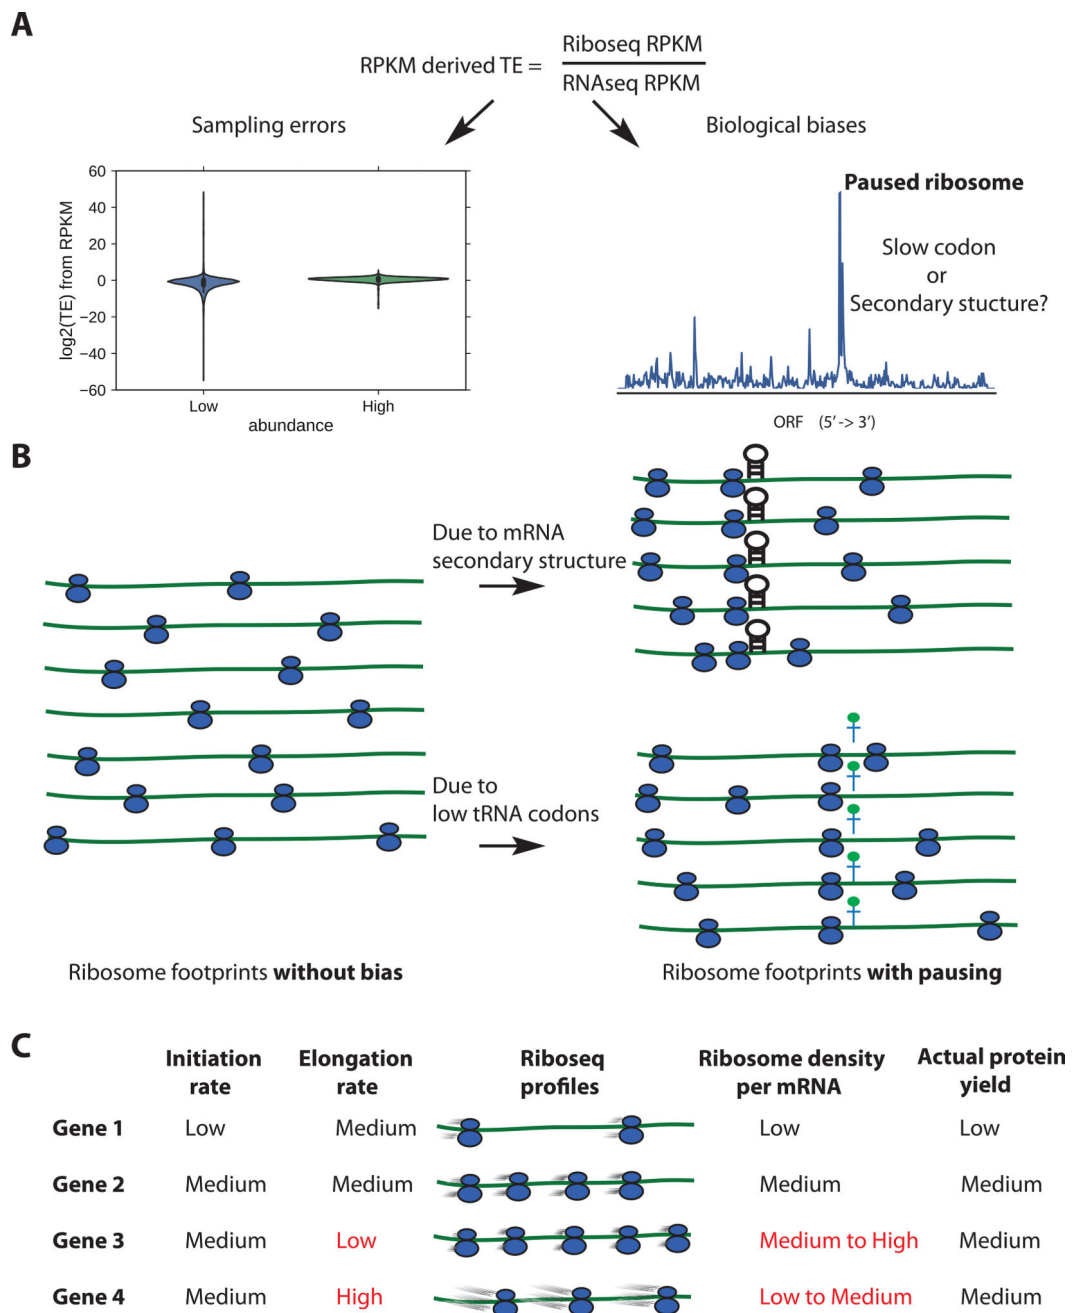 A
RPKM derived TE = Riboseq RPKM
RNAseq RPKM
Sampling errors
Biological biases
60
40
20
0
−20
−40
−60
log2(TE) from RPKM
Low
High
abundance
Paused ribosome
Slow codon
or
Secondary stucture?
ORF (5'-> 3')
B
Due to mRNA
secondary structure
Due to
low tRNA codons
Ribosome footprints without bias
Ribosome footprints with pausing
C
Initiation rate
Elongation rate
Riboseq profiles
Ribosome density per mRNA
Actual protein yield
Gene 1 Low Medium Low Low
Gene 2 Medium Medium Medium Medium
Gene 3 Medium Low Medium to High Medium
Gene 4 Medium High Low to Medium Medium